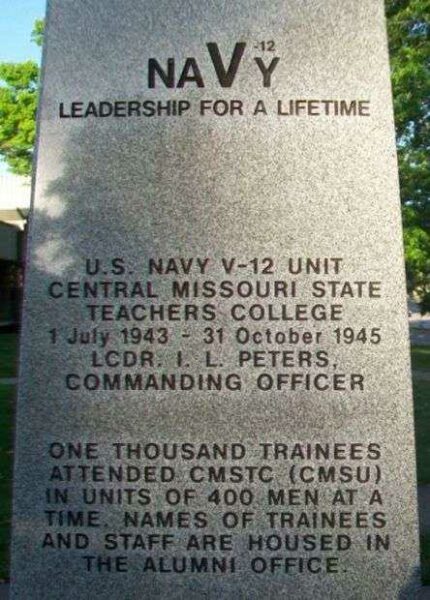 NAVY-12
LEADERSHIP FOR A LIFETIME
U.S. NAVY V-12 UNIT
CENTRAL MISSOURI STATE
TEACHERS COLLEGE
1 July 1943 - 31 October 1945
LCDR. I. L. PETERS,
COMMANDING OFFICER
ONE THOUSAND TRAINEES
ATTENDED CMSTC (CMSU)
IN UNITS OF 400 MEN AT A
TIME. NAMES OF TRAINEES
AND STAFF ARE HOUSED IN
THE ALUMNI OFFICE.